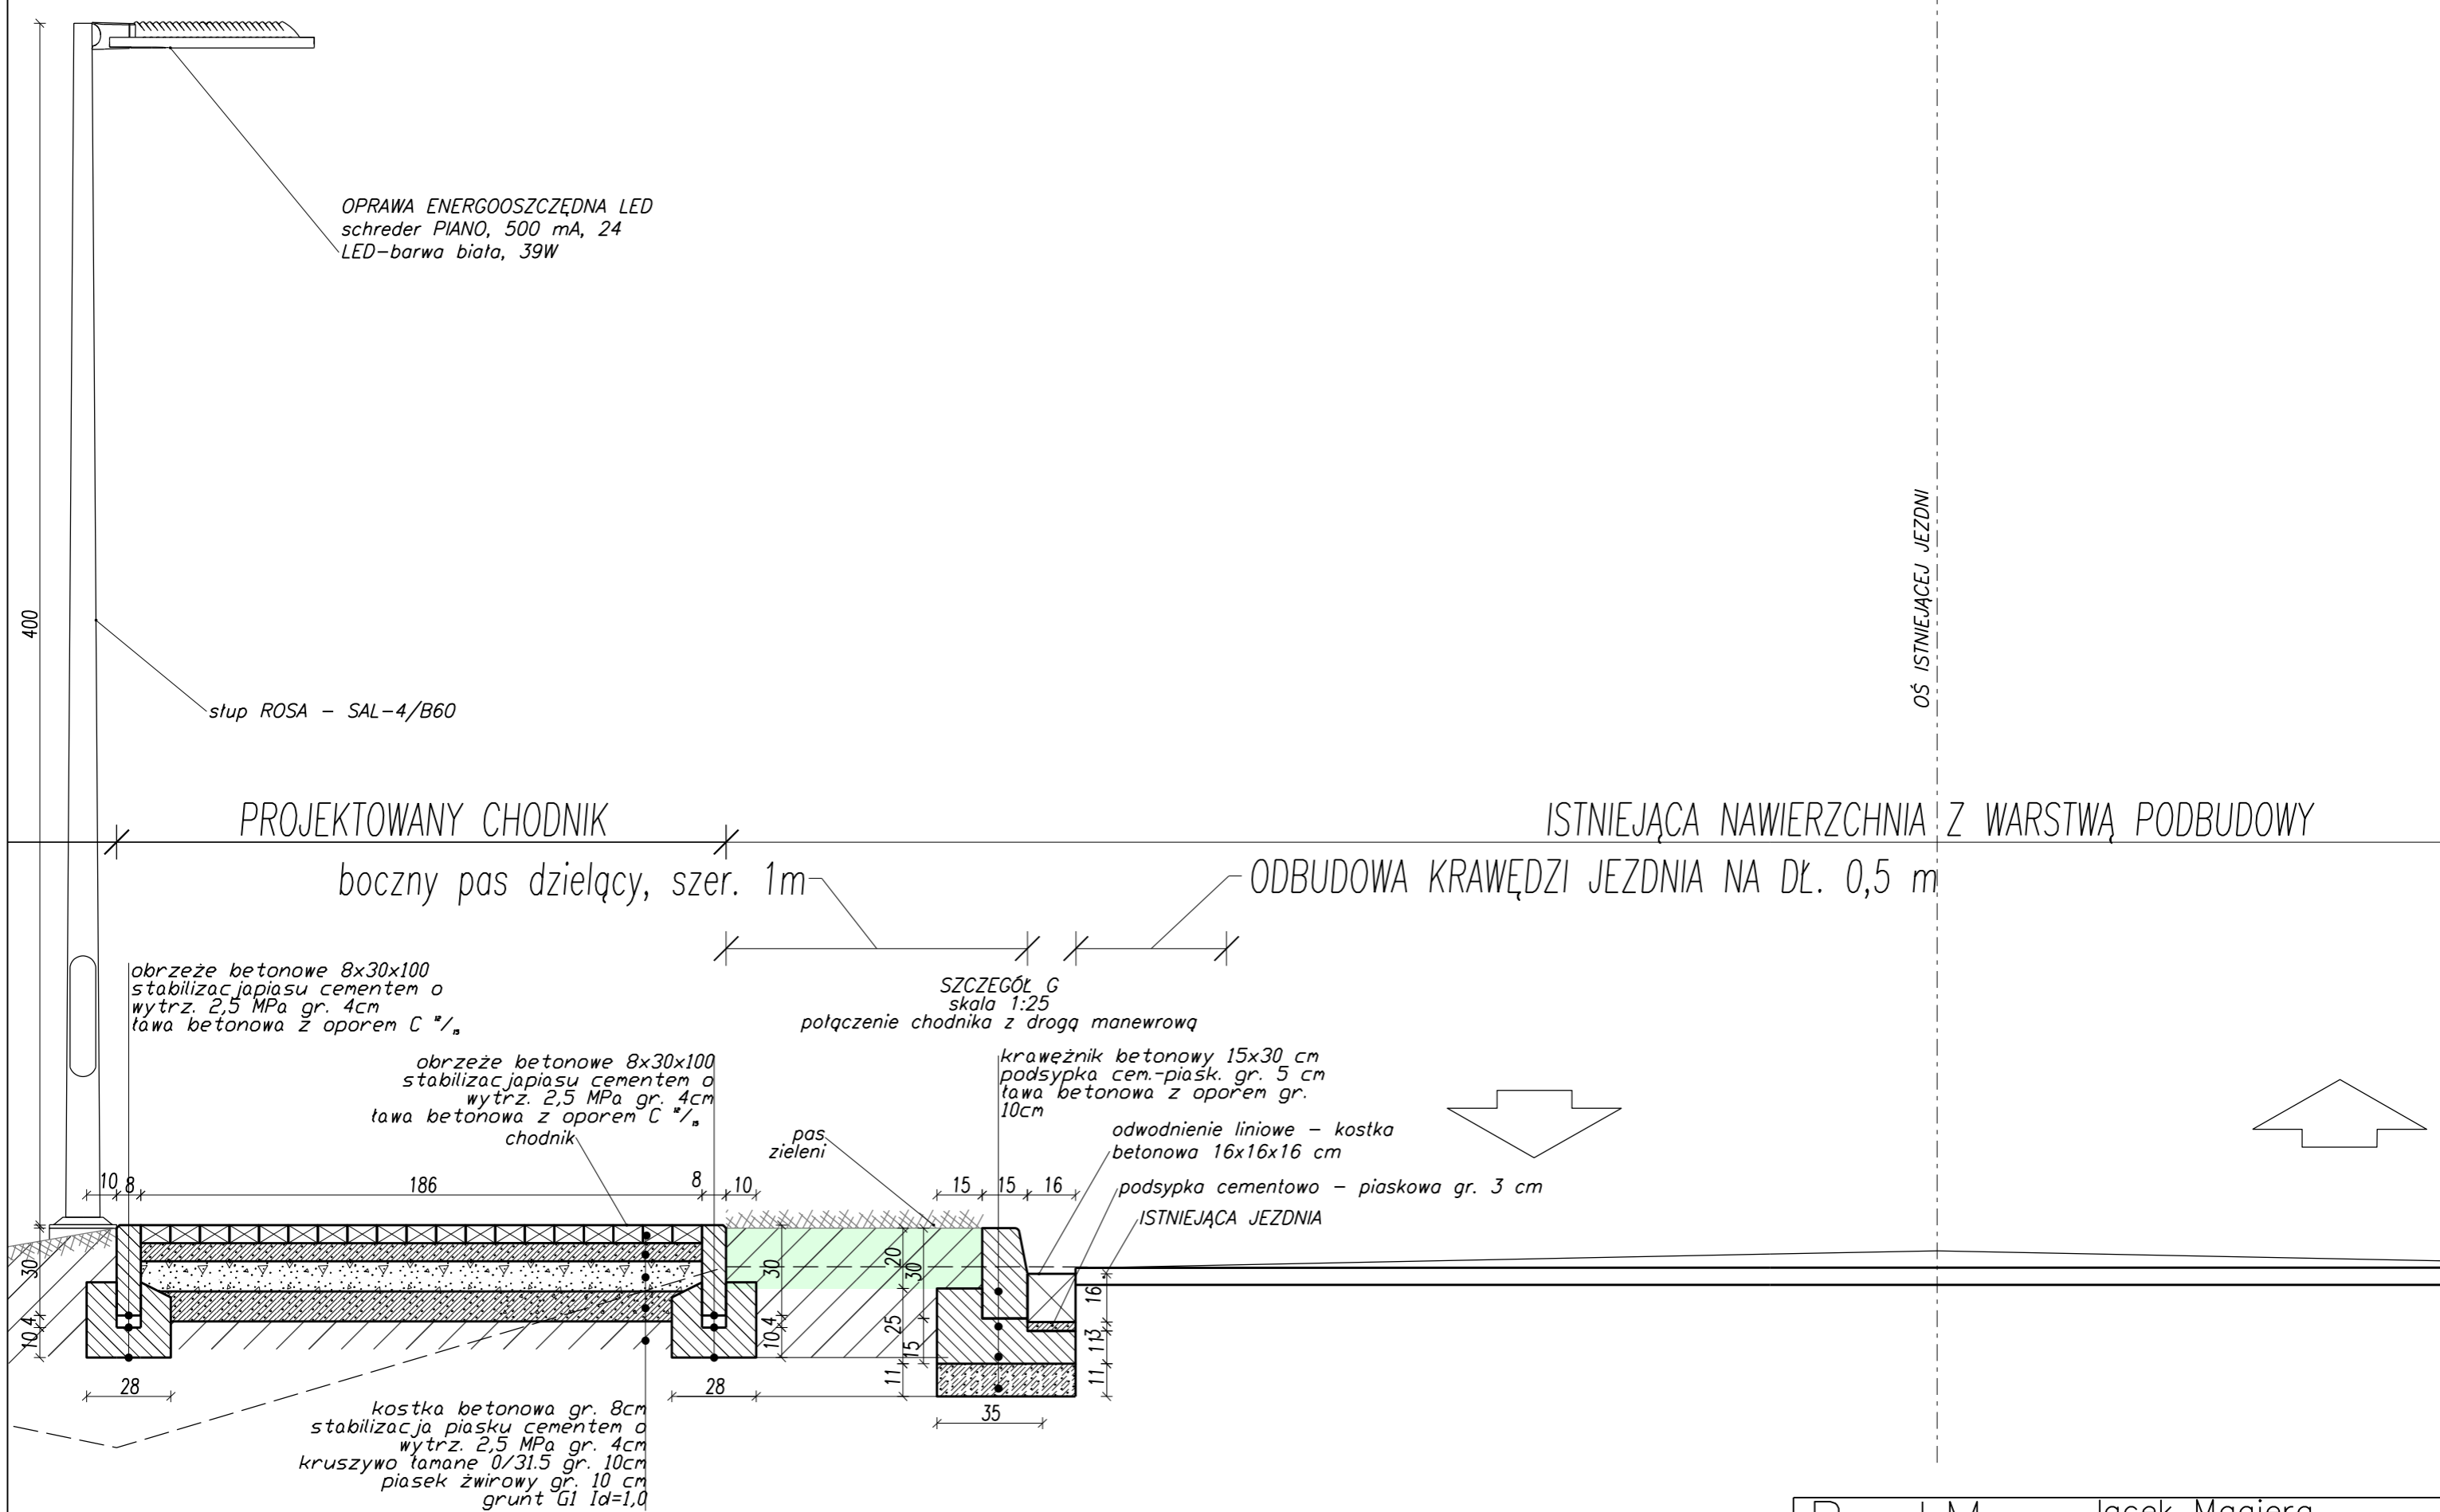 OPRAWA ENERGOOSZCZĘDNA LED
schreder PIANO, 500 mA, 24
LED-barwa biała, 39W
400
OŚ ISTNIEJĄCEJ JEZDNI
słup ROSA - SAL-4/B60
PROJEKTOWANY CHODNIK
ISTNIEJĄCA NAWIERZCHNIA Z WARSTWĄ PODBUDOWY
boczny pas dzielący, szer. 1m
ODBUDOWA KRAWĘDZI JEZDNIA NA DŁ. 0,5 m
obrzeże betonowe 8x30x100
stabilizacjapiasu cementem o
wytrz. 2,5 MPa gr. 4cm
ława betonowa z oporem C 12/15
SZCZEGÓŁ G
skala 1:25
połączenie chodnika z drogą manewrową
obrzeże betonowe 8x30x100
stabilizacjapiasu cementem o
wytrz. 2,5 MPa gr. 4cm
ława betonowa z oporem C 12/15
chodnik
krawężnik betonowy 15x30 cm
podsypka cem.-piask. gr. 5 cm
ława betonowa z oporem gr.
10cm
pas
zieleni
odwodnienie liniowe - kostka
betonowa 16x16x16 cm
podsypka cementowo - piaskowa gr. 3 cm
ISTNIEJĄCA JEZDNIA
10 8 186 8 10 15 15 16
30 4 10
30 4 10
20 25 11
30 15
16 3 11 11
28 28 35
kostka betonowa gr. 8cm
stabilizacja piasku cementem o
wytrz. 2,5 MPa gr. 4cm
kruszywo łamane 0/31.5 gr. 10cm
piasek żwirowy gr. 10 cm
grunt G1 Id=1,0
Jacek Magiera